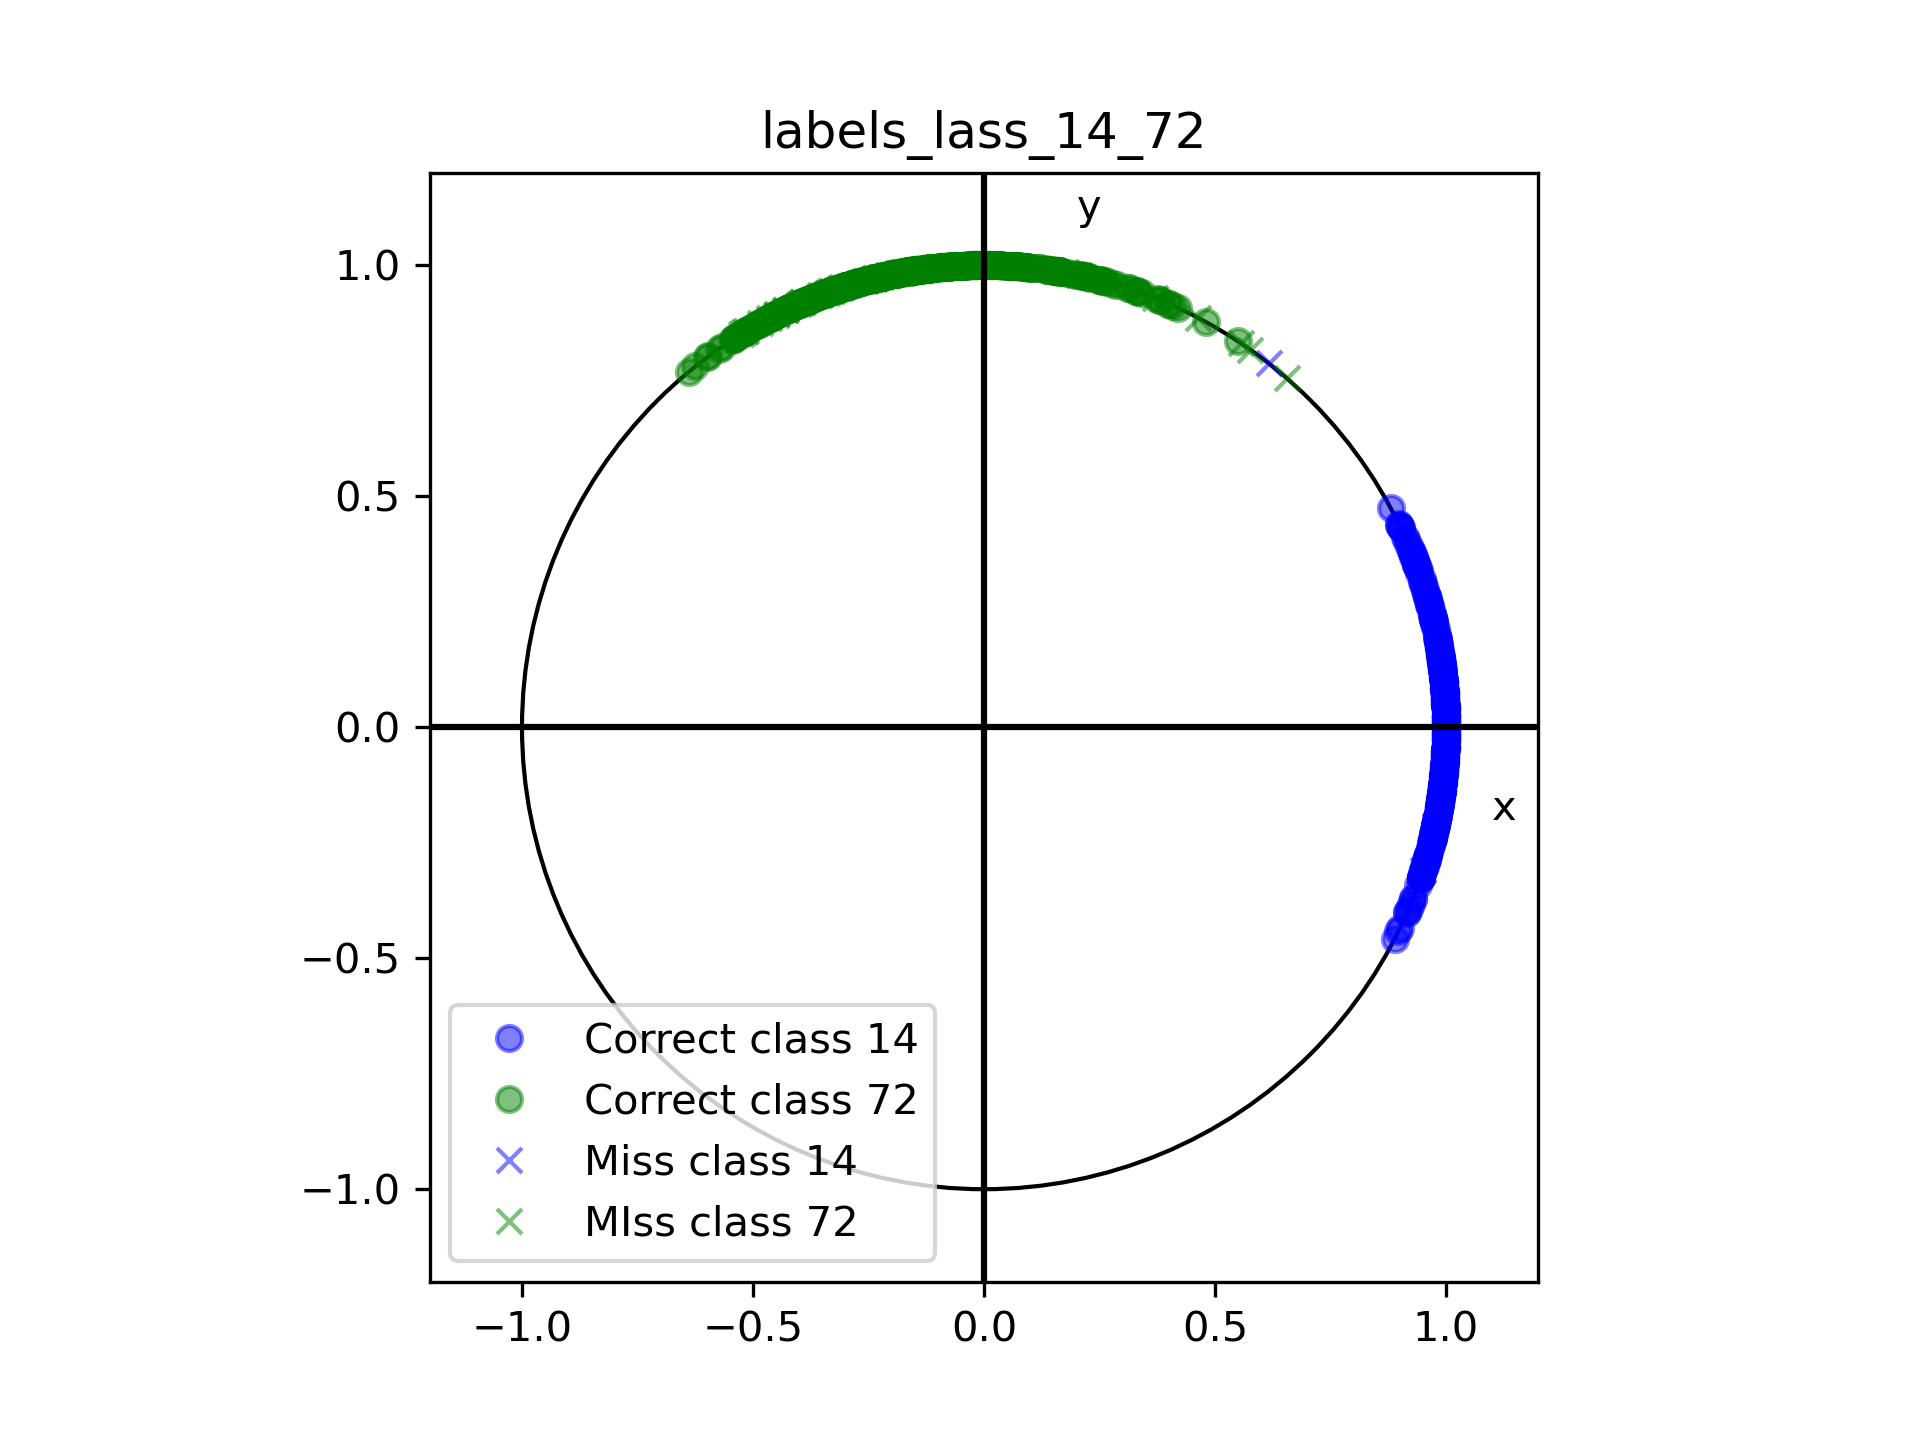 labels_lass_14_72
y
1.0
0.5
0.0
x
−0.5
−1.0
Correct class 14
Correct class 72
Miss class 14
MIss class 72
−1.0 −0.5 0.0 0.5 1.0